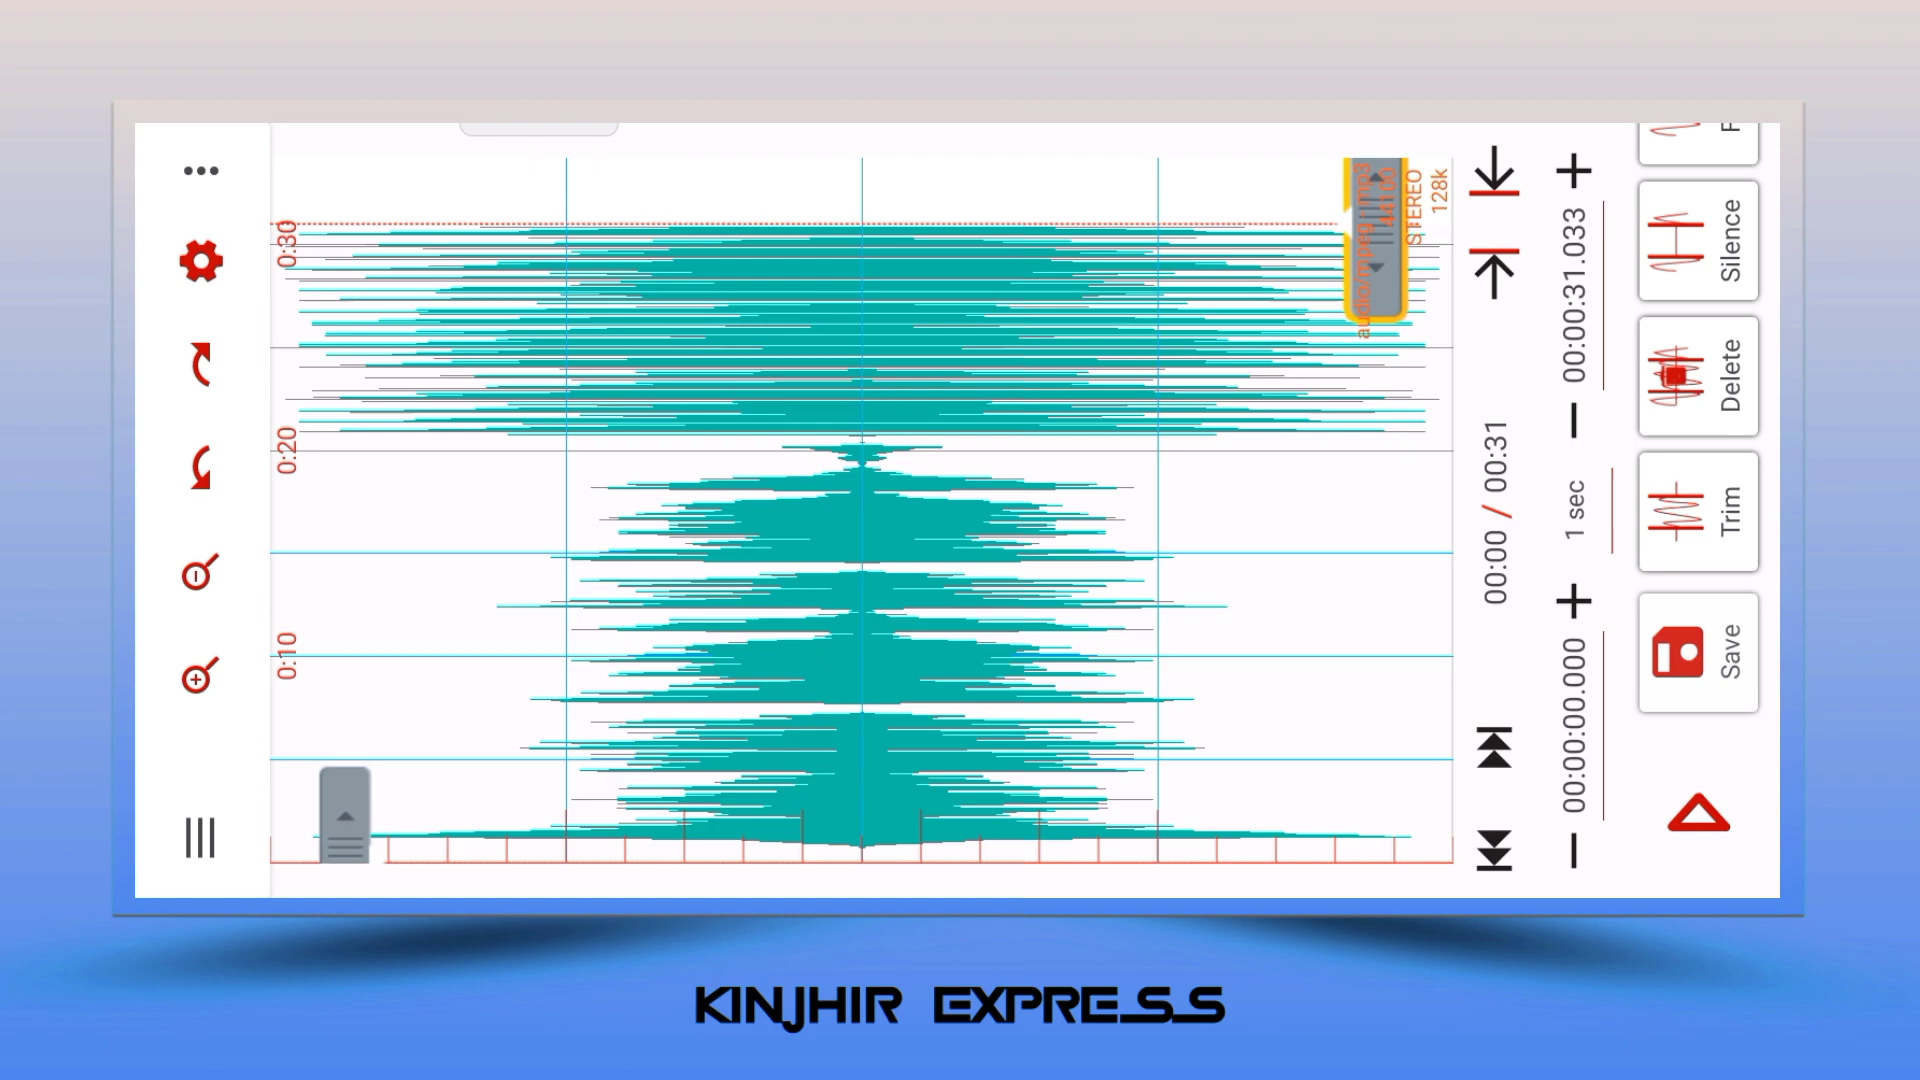 0:10
0:20
0:30
audio/mpeg
mp3
STEREO
128k
00:00 / 00:31
00:00:00.000
1 sec
00:00:31.033
Save
Trim
Delete
Silence
KINJHIR EXPRESS